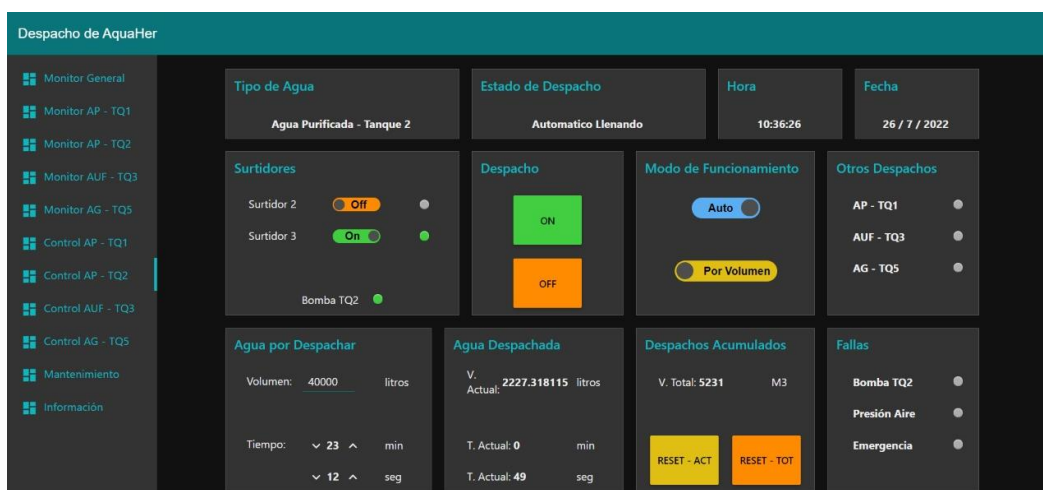 Despacho de AquaHer
Monitor General
Monitor AP - TQ1
Monitor AP - TQ2
Monitor AUF - TQ3
Monitor AG - TQ5
Control AP - TQ1
Control AP - TQ2
Control AUF - TQ3
Control AG - TQ5
Mantenimiento
Información
Tipo de Agua
Agua Purificada - Tanque 2
Estado de Despacho
Automatico Llenando
Hora
10:36:26
Fecha
26 / 7 / 2022
Surtidores
Surtidor 2 Off
Surtidor 3 On
Bomba TQ2
Despacho
ON
OFF
Modo de Funcionamiento
Auto
Por Volumen
Otros Despachos
AP - TQ1
AUF - TQ3
AG - TQ5
Agua por Despachar
Volumen: 40000 litros
Tiempo: 23 min
12 seg
Agua Despachada
V.
Actual: 2227.318115 litros
T. Actual: 0 min
T. Actual: 49 seg
Despachos Acumulados
V. Total: 5231 M3
RESET - ACT RESET - TOT
Fallas
Bomba TQ2
Presión Aire
Emergencia